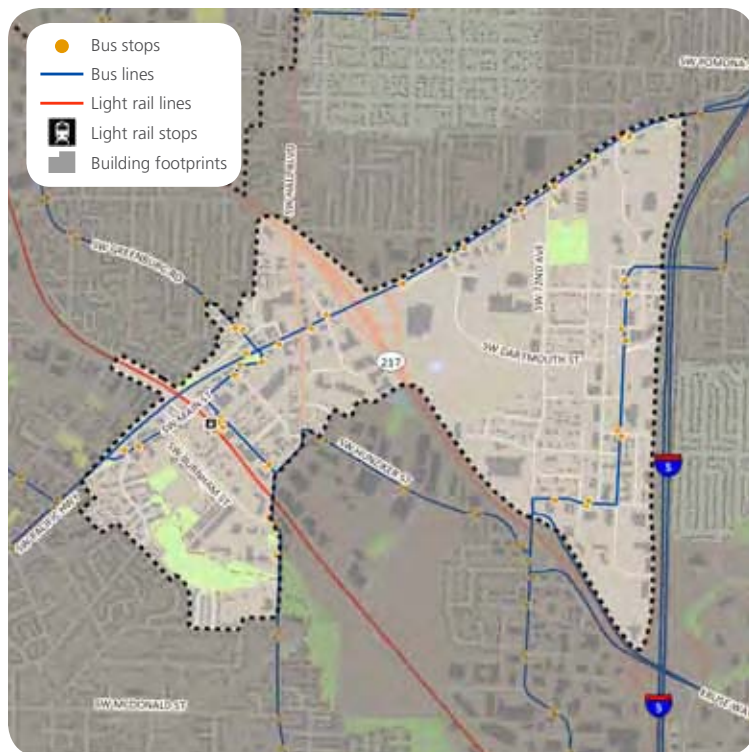 Bus stops
Bus lines
Light rail lines
Light rail stops
Building footprints
SW POMONA
SW HALL BLVD
SW GREENBURG RD
SW 72ND AVE
SW DARTMOUTH ST
217
SW MAIN ST
SW HUNZIKER ST
SW BURNHAM ST
5
SW PACIFIC HWY
SW MCDONALD ST
KRUSE WA
5